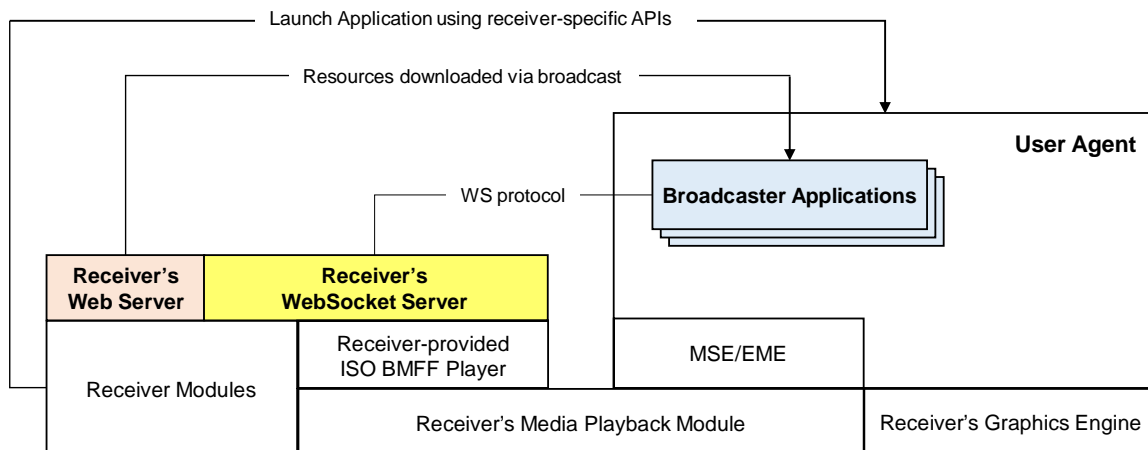 Launch Application using receiver-specific APIs
Resources downloaded via broadcast
User Agent
WS protocol
Broadcaster Applications
Receiver’s
Web Server
Receiver’s
WebSocket Server
Receiver-provided
ISO BMFF Player
MSE/EME
Receiver Modules
Receiver’s Media Playback Module
Receiver’s Graphics Engine